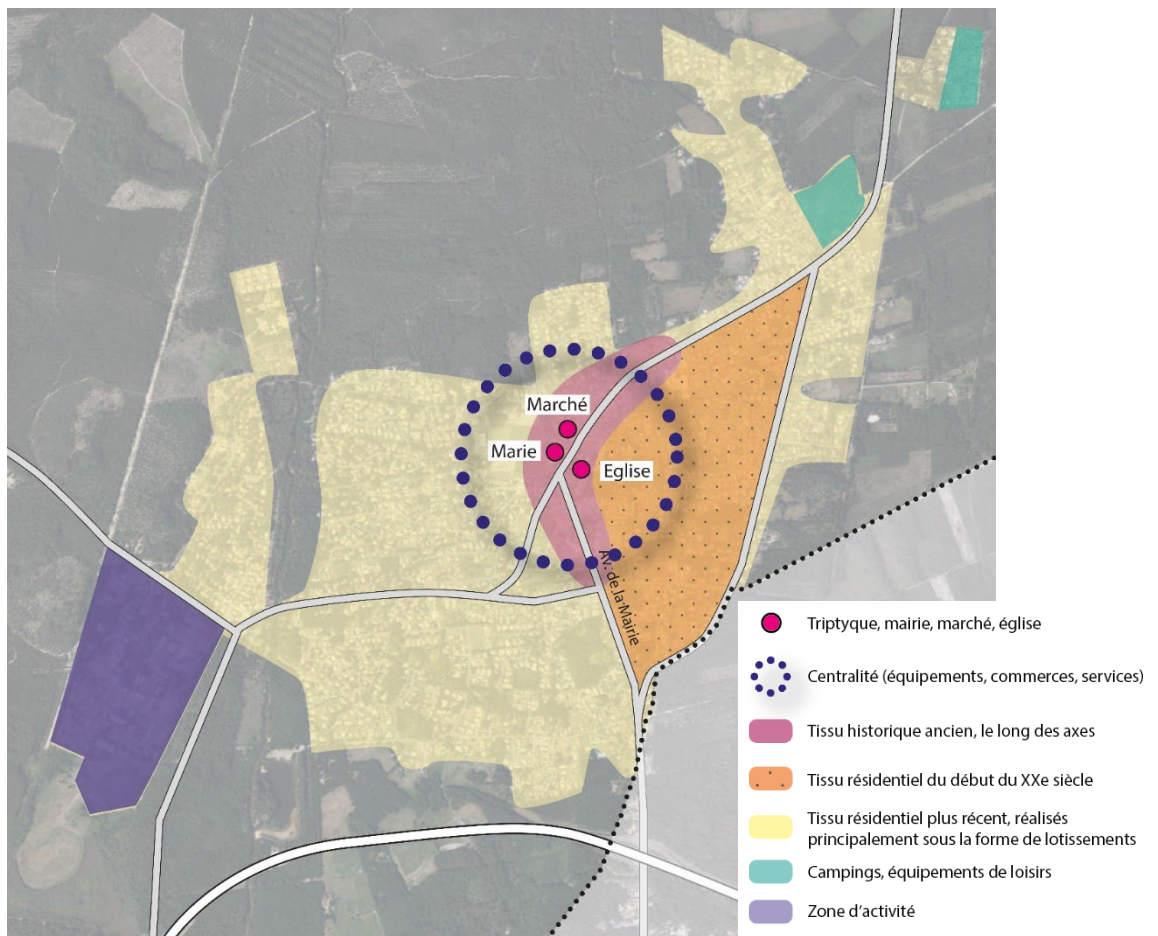 Marché
Marie
Eglise
Av. de la Mairie
Triptyque, mairie, marché, église
Centralité (équipements, commerces, services)
Tissu historique ancien, le long des axes
Tissu résidentiel du début du XXe siècle
Tissu résidentiel plus récent, réalisés
principalement sous la forme de lotissements
Campings, équipements de loisirs
Zone d'activité